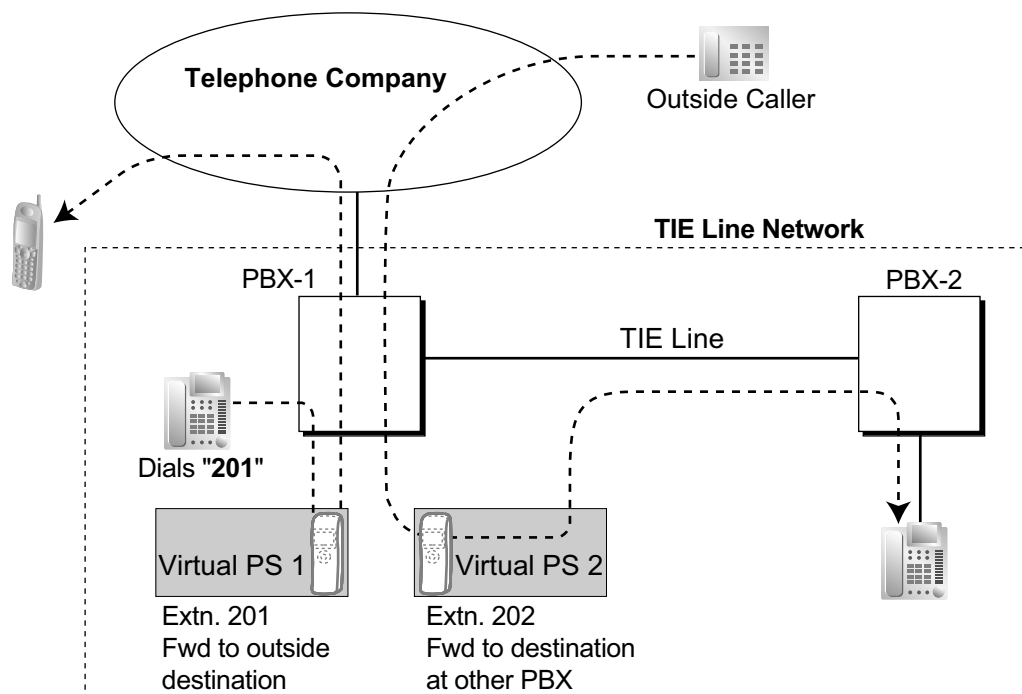 Telephone Company
Outside Caller
TIE Line Network
PBX-1
PBX-2
TIE Line
Dials "201"
Virtual PS 1
Virtual PS 2
Extn. 201
Fwd to outside
destination
Extn. 202
Fwd to destination
at other PBX